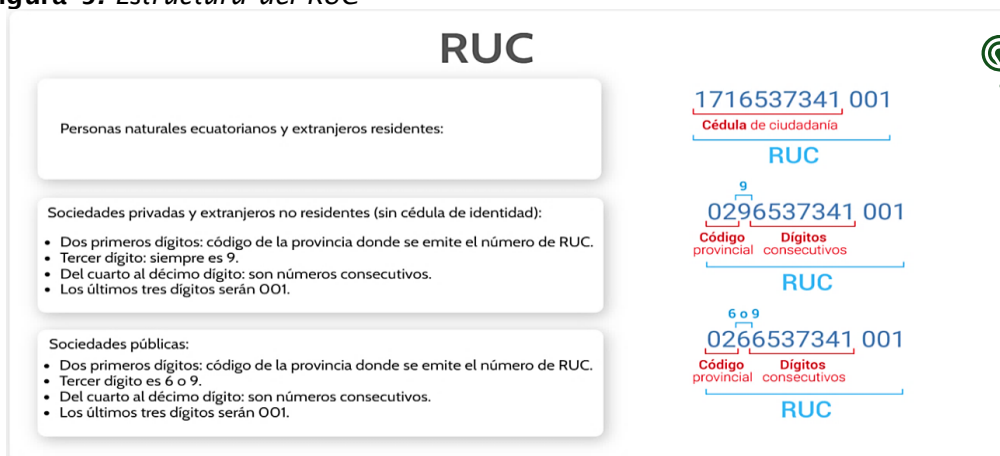 Figura 9. Estructura del RUC
RUC
Personas naturales ecuatorianos y extranjeros residentes:
1716537341 001
Cédula de ciudadanía
RUC
Sociedades privadas y extranjeros no residentes (sin cédula de identidad):
• Dos primeros dígitos: código de la provincia donde se emite el número de RUC.
• Tercer dígito: siempre es 9.
• Del cuarto al décimo dígito: son números consecutivos.
• Los últimos tres dígitos serán 001.
9
0296537341 001
Código Dígitos
provincial consecutivos
RUC
Sociedades públicas:
• Dos primeros dígitos: código de la provincia donde se emite el número de RUC.
• Tercer dígito es 6 o 9.
• Del cuarto al décimo dígito: son números consecutivos.
• Los últimos tres dígitos serán 001.
6 o 9
0266537341 001
Código Dígitos
provincial consecutivos
RUC